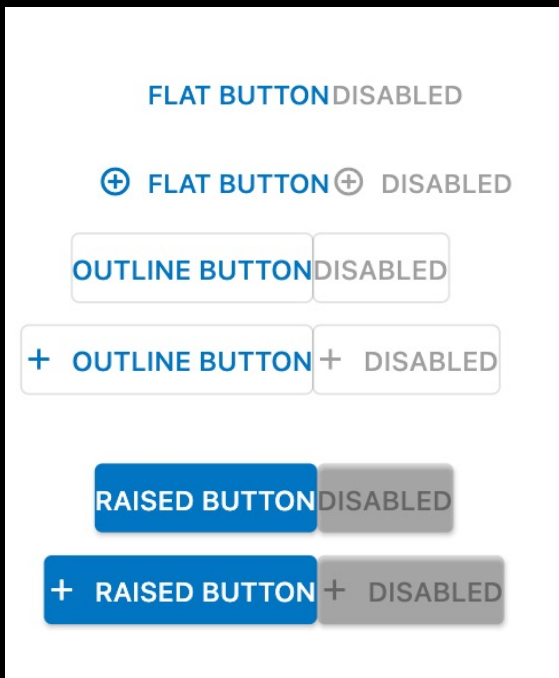 FLAT BUTTON DISABLED
FLAT BUTTON DISABLED
OUTLINE BUTTON DISABLED
+ OUTLINE BUTTON + DISABLED
RAISED BUTTON DISABLED
+ RAISED BUTTON + DISABLED